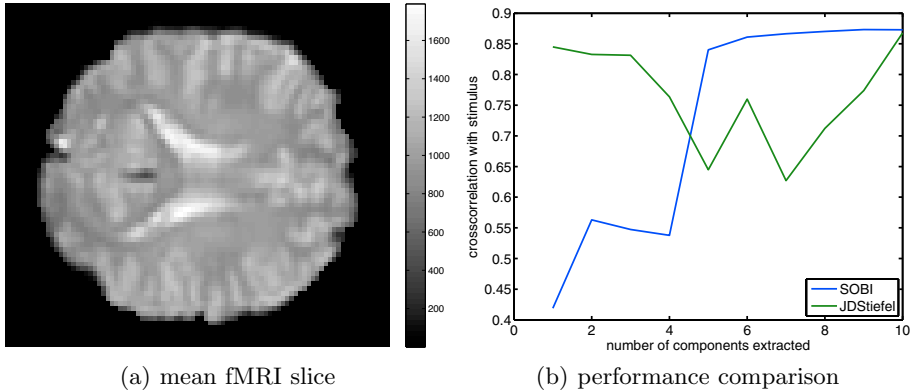 1600
1400
1200
1000
800
600
400
200
(a) mean fMRI slice
0.9
0.85
0.8
0.75
0.7
0.65
0.6
0.55
0.5
0.45
0.4
crosscorrelation with stimulus
0 2 4 6 8 10
number of components extracted
SOBI
JDStiefel
(b) performance comparison